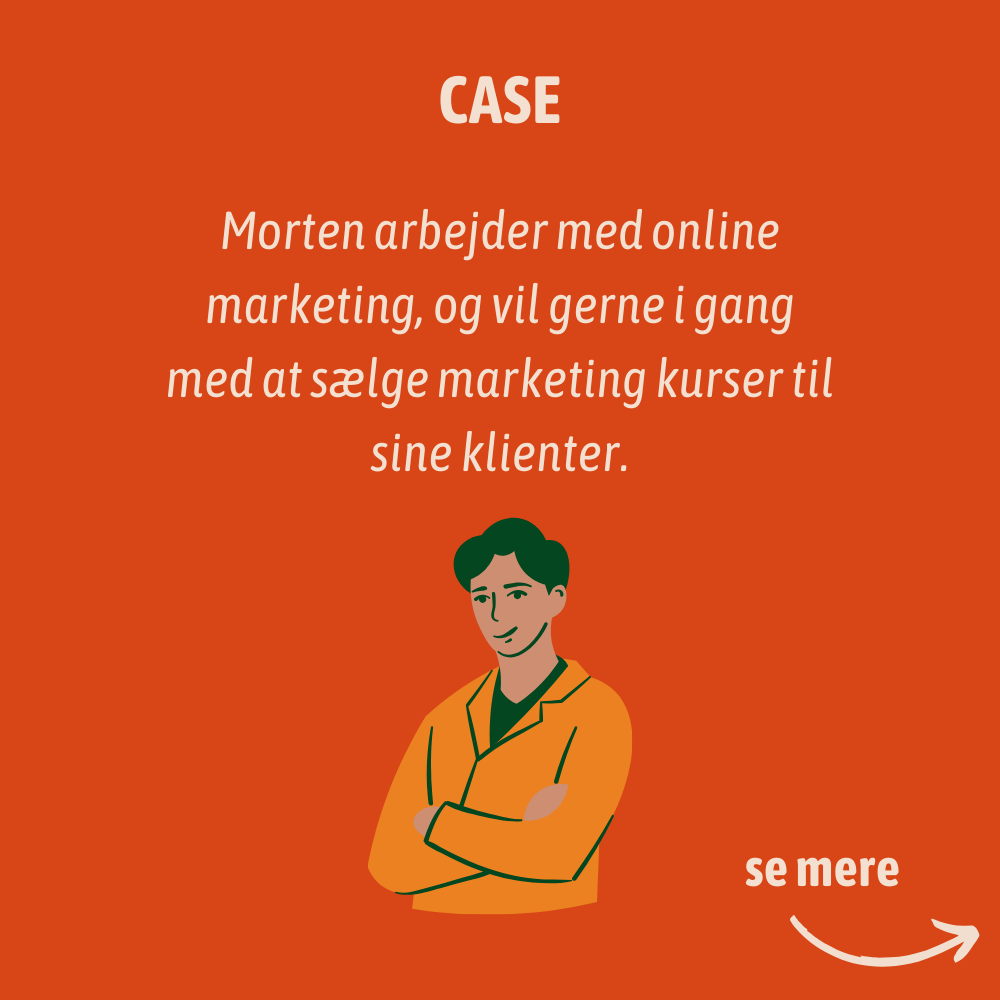 CASE
Morten arbejder med online
marketing, og vil gerne i gang
med at sælge marketing kurser til
sine klienter.
se mere